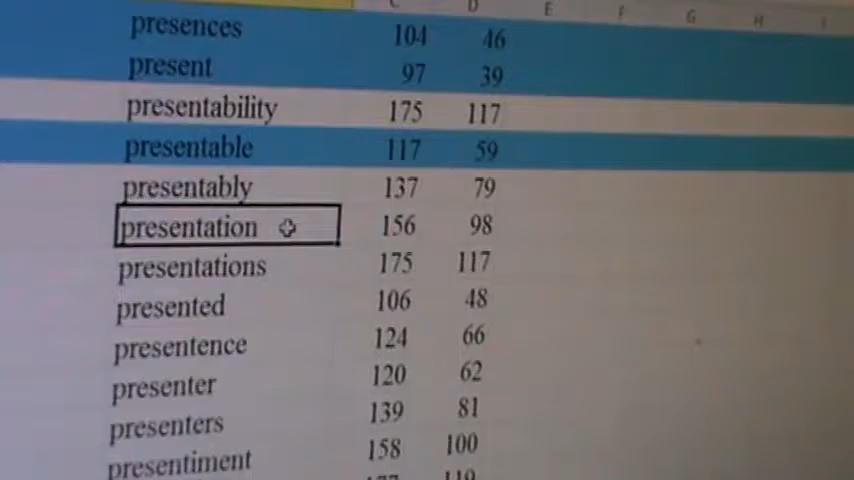 C D E F G H I
presences 104 46
present 97 39
presentability 175 117
presentable 117 59
presentably 137 79
presentation 156 98
presentations 175 117
presented 106 48
presentence 124 66
presenter 120 62
presenters 139 81
presentiment 158 100